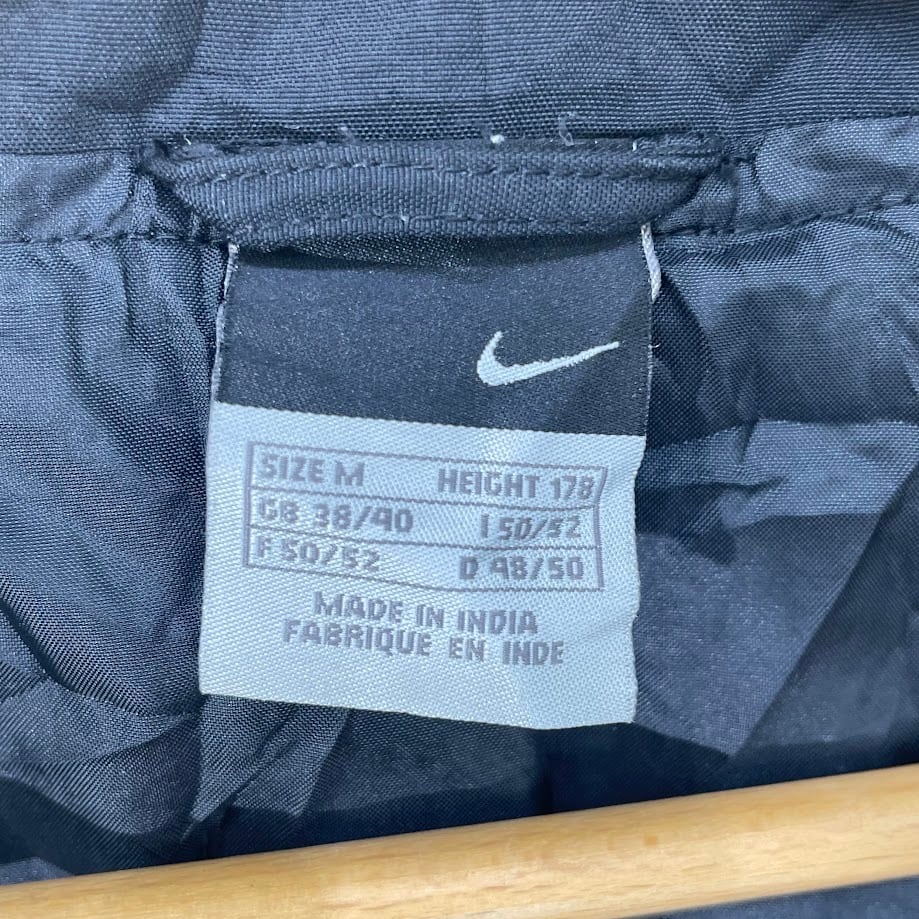 SIZE M HEIGHT 178
GB 38/40 I 50/52
F 50/52 D 48/50
MADE IN INDIA
FABRIQUE EN INDE